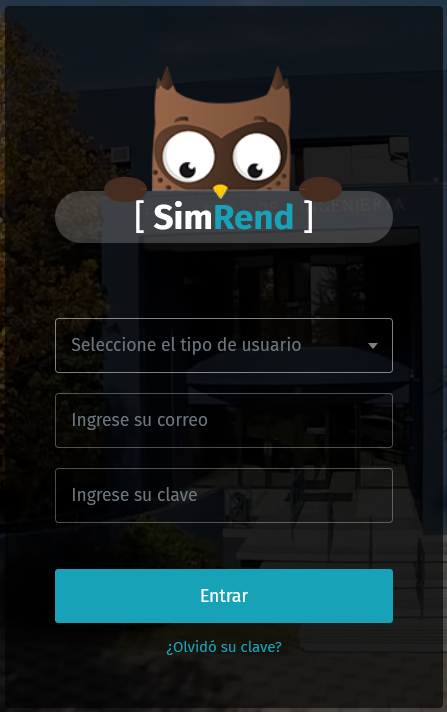 [ SimRend ]
Seleccione el tipo de usuario
Ingrese su correo
Ingrese su clave
Entrar
¿Olvidó su clave?